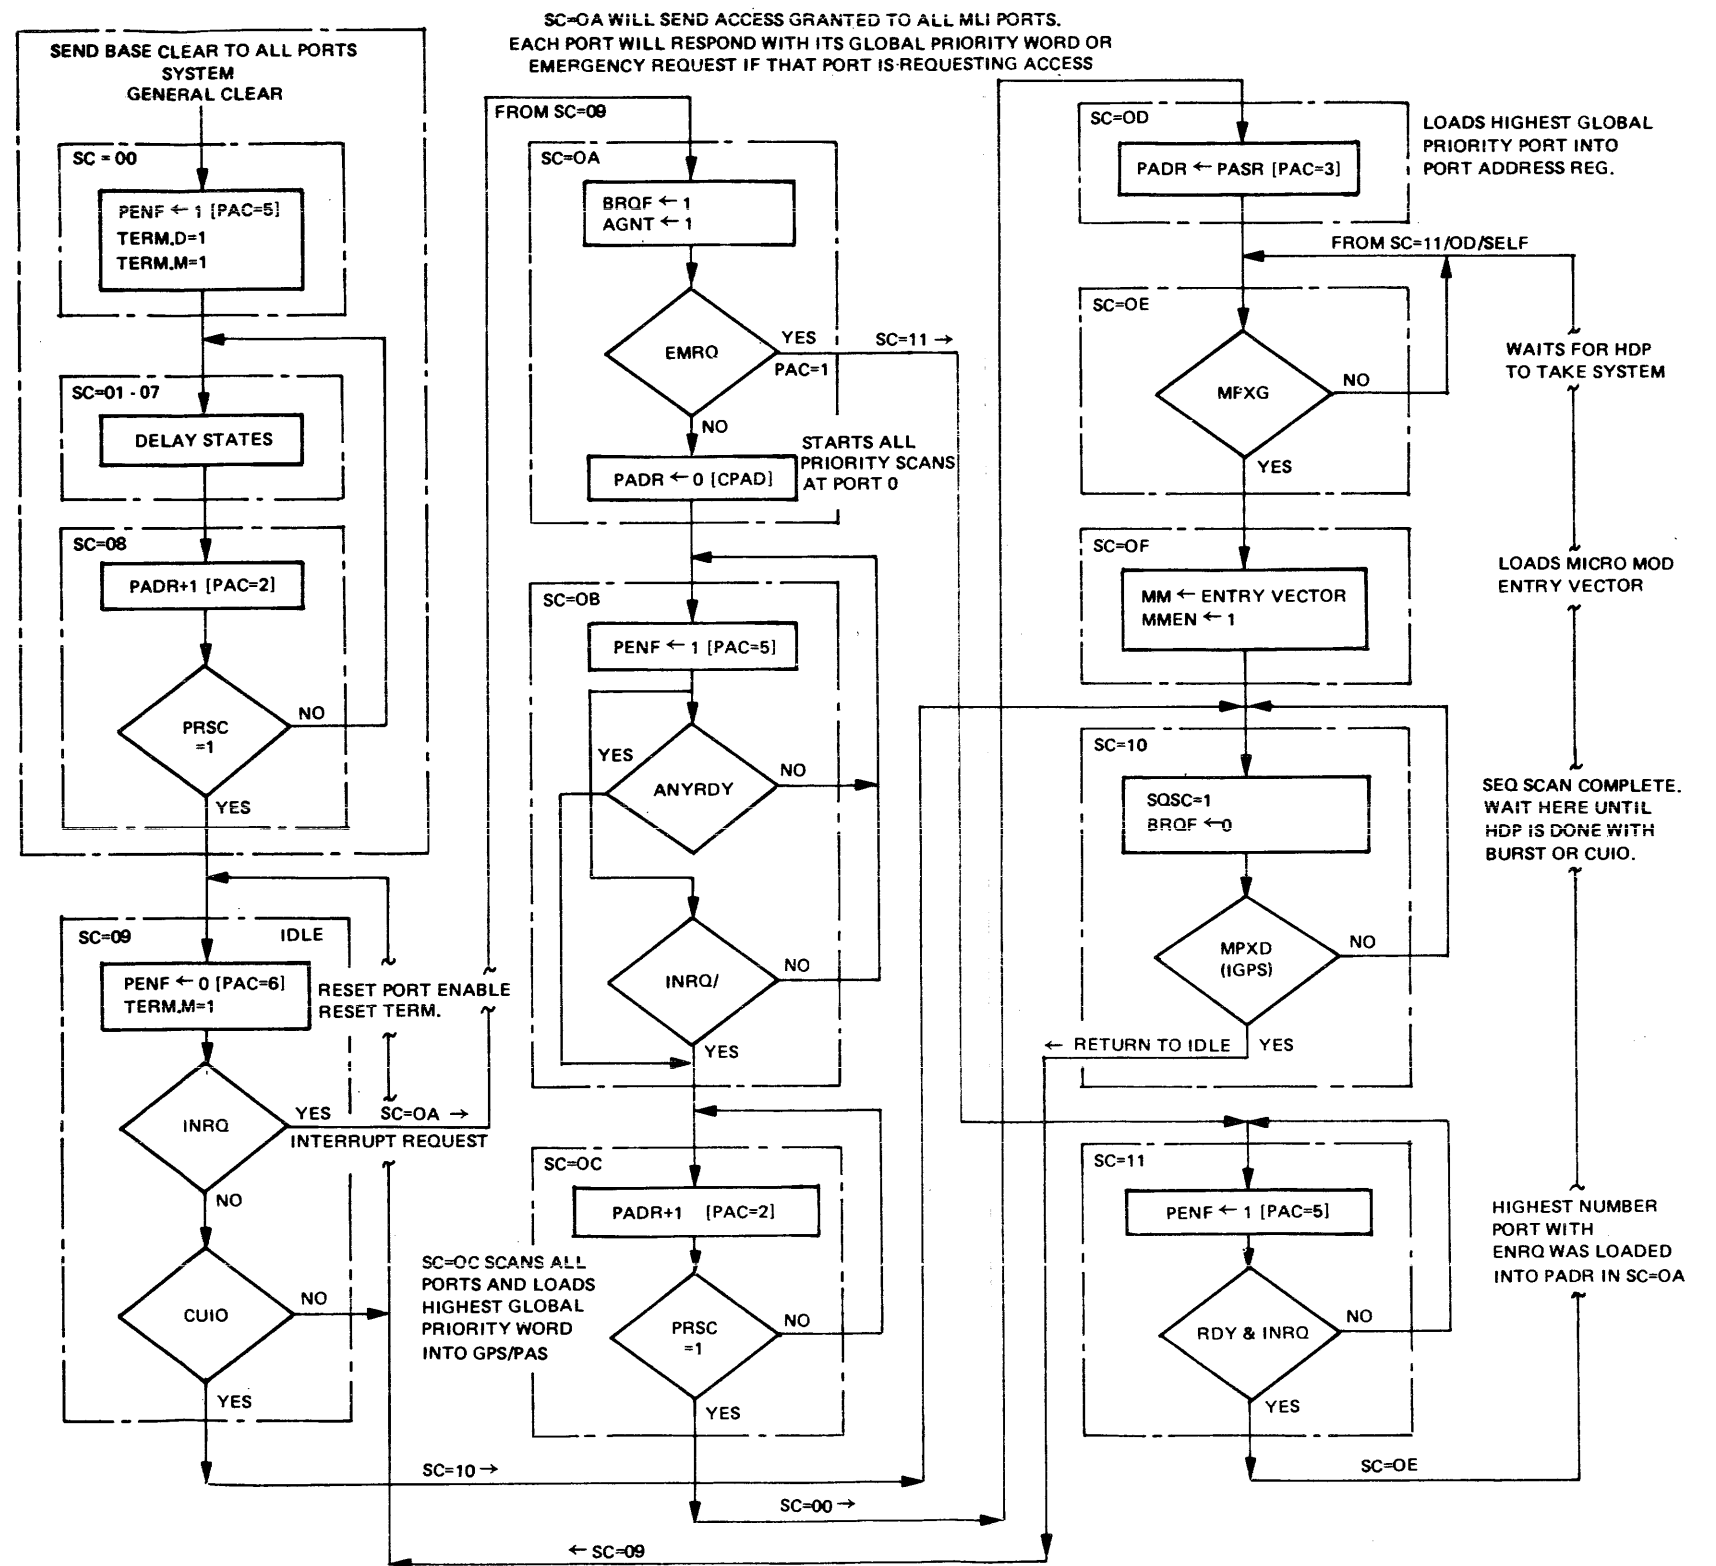 SC=OA WILL SEND ACCESS GRANTED TO ALL MLI PORTS.
EACH PORT WILL RESPOND WITH ITS GLOBAL PRIORITY WORD OR
EMERGENCY REQUEST IF THAT PORT IS REQUESTING ACCESS
SEND BASE CLEAR TO ALL PORTS
SYSTEM
GENERAL CLEAR
SC = 00
PENF ← 1 [PAC=5]
TERM.D=1
TERM.M=1
SC=01 - 07
DELAY STATES
SC=08
PADR+1 [PAC=2]
PRSC
=1
NO
YES
SC=09
IDLE
PENF ← 0 [PAC=6]
TERM.M=1
RESET PORT ENABLE
RESET TERM.
INRQ
YES
SC=OA →
INTERRUPT REQUEST
NO
CUIO
NO
YES
SC=10 →
FROM SC=09
SC=OA
BRQF ← 1
AGNT ← 1
EMRQ
YES
PAC=1
SC=11 →
NO
PADR ← 0 [CPAD]
STARTS ALL
PRIORITY SCANS
AT PORT 0
SC=OB
PENF ← 1 [PAC=5]
YES
ANYRDY
NO
INRQ/
NO
YES
SC=OC
PADR+1 [PAC=2]
SC=OC SCANS ALL
PORTS AND LOADS
HIGHEST GLOBAL
PRIORITY WORD
INTO GPS/PAS
PRSC
=1
NO
YES
SC=00 →
← SC=09
SC=OD
PADR ← PASR [PAC=3]
LOADS HIGHEST GLOBAL
PRIORITY PORT INTO
PORT ADDRESS REG.
FROM SC=11/OD/SELF
SC=OE
MPXG
NO
YES
WAITS FOR HDP
TO TAKE SYSTEM
SC=OF
MM ← ENTRY VECTOR
MMEN ← 1
LOADS MICRO MOD
ENTRY VECTOR
SC=10
SQSC=1
BRQF ←0
SEQ SCAN COMPLETE.
WAIT HERE UNTIL
HDP IS DONE WITH
BURST OR CUIO.
MPXD
(IGPS)
NO
← RETURN TO IDLE
YES
SC=11
PENF ← 1 [PAC=5]
HIGHEST NUMBER
PORT WITH
ENRQ WAS LOADED
INTO PADR IN SC=OA
RDY & INRQ
NO
YES
SC=OE